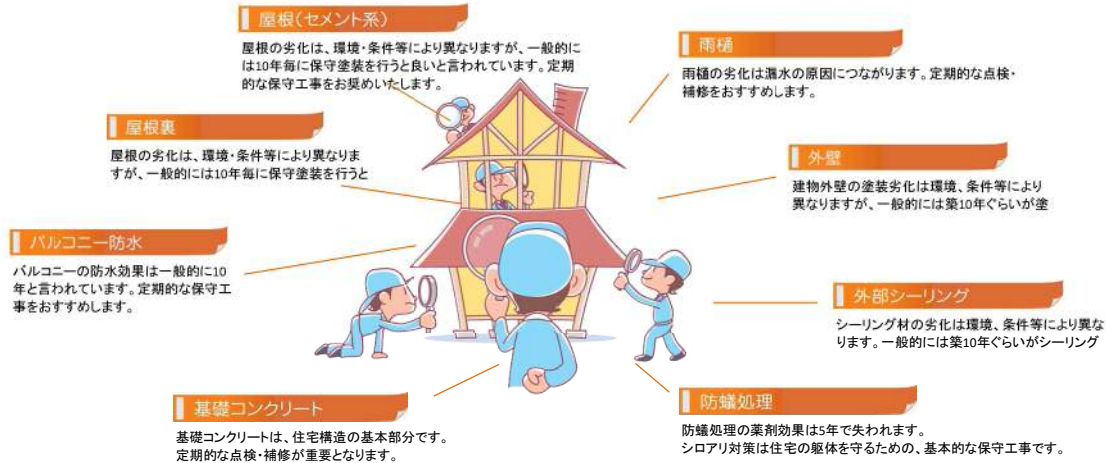 屋根(セメント系)
屋根の劣化は、環境・条件等により異なりますが、一般的に
は10年毎に保守塗装を行うと良いと言われています。定期
的な保守工事をお奨めいたします。
雨樋
雨樋の劣化は漏水の原因につながります。定期的な点検・
補修をおすすめします。
屋根裏
屋根の劣化は、環境・条件等により異なりま
すが、一般的には10年毎に保守塗装を行うと
外壁
建物外壁の塗装劣化は環境、条件等により
異なりますが、一般的には築10年ぐらいが塗
バルコニー防水
バルコニーの防水効果は一般的に10
年と言われています。定期的な保守工
事をおすすめします。
外部シーリング
シーリング材の劣化は環境、条件等により異な
ります。一般的には築10年ぐらいがシーリング
基礎コンクリート
基礎コンクリートは、住宅構造の基本部分です。
定期的な点検・補修が重要となります。
防蟻処理
防蟻処理の薬剤効果は5年で失われます。
シロアリ対策は住宅の躯体を守るための、基本的な保守工事です。